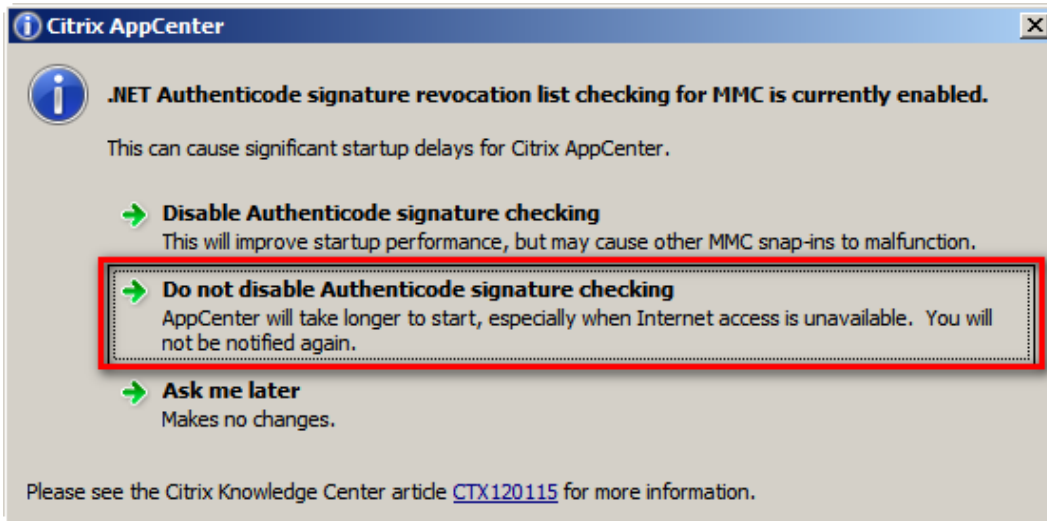 Citrix AppCenter
.NET Authenticode signature revocation list checking for MMC is currently enabled.
This can cause significant startup delays for Citrix AppCenter.
Disable Authenticode signature checking
This will improve startup performance, but may cause other MMC snap-ins to malfunction.
Do not disable Authenticode signature checking
AppCenter will take longer to start, especially when Internet access is unavailable. You will
not be notified again.
Ask me later
Makes no changes.
Please see the Citrix Knowledge Center article CTX120115 for more information.